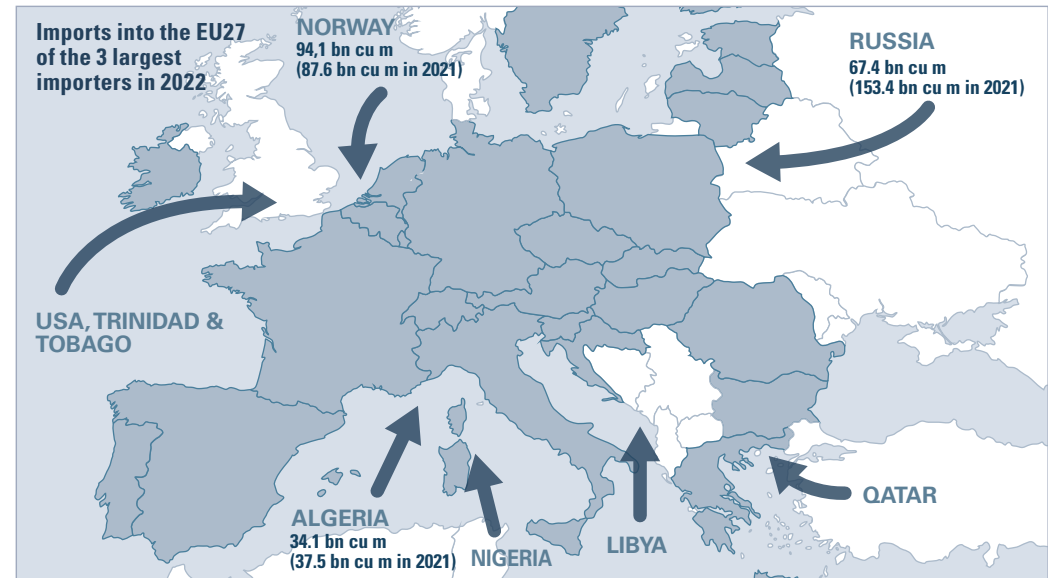 Imports into the EU27
of the 3 largest
importers in 2022
NORWAY
94,1 bn cu m
(87.6 bn cu m in 2021)
RUSSIA
67.4 bn cu m
(153.4 bn cu m in 2021)
USA, TRINIDAD &
TOBAGO
ALGERIA
34.1 bn cu m
(37.5 bn cu m in 2021)
NIGERIA
LIBYA
QATAR